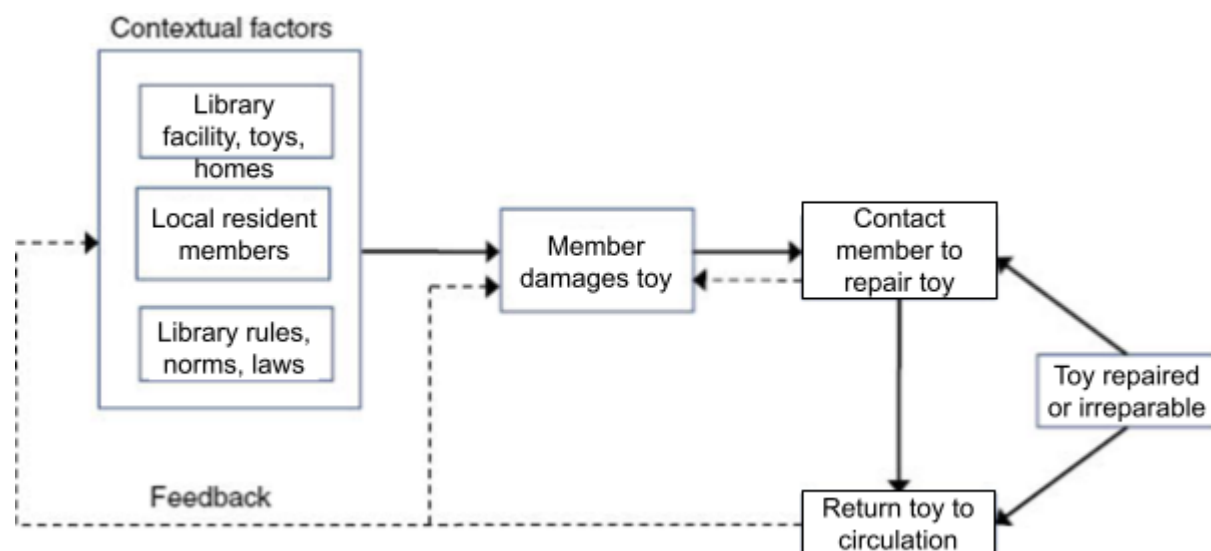 Contextual factors
Library
facility, toys,
homes
Local resident
members
Library rules,
norms, laws
Member
damages toy
Contact
member to
repair toy
Toy repaired
or irreparable
Feedback
Return toy to
circulation